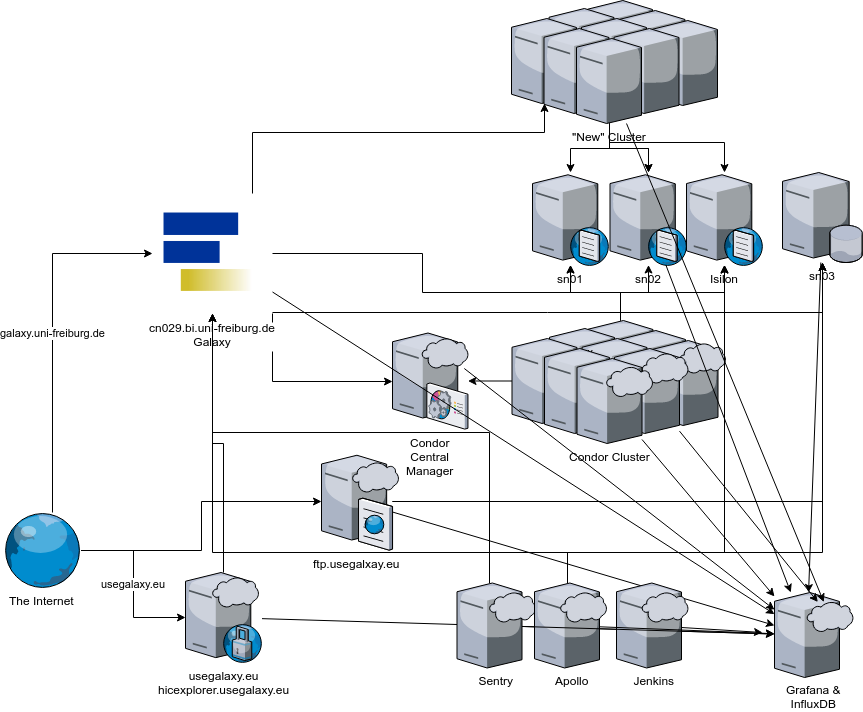 "New" Cluster
sn01
sn02
Isilon
sn03
galaxy.uni-freiburg.de
cn029.bi.uni-freiburg.de
Galaxy
Condor
Central
Manager
Condor Cluster
ftp.usegalxay.eu
The Internet
usegalaxy.eu
usegalaxy.eu
hicexplorer.usegalaxy.eu
Sentry
Apollo
Jenkins
Grafana &
InfluxDB